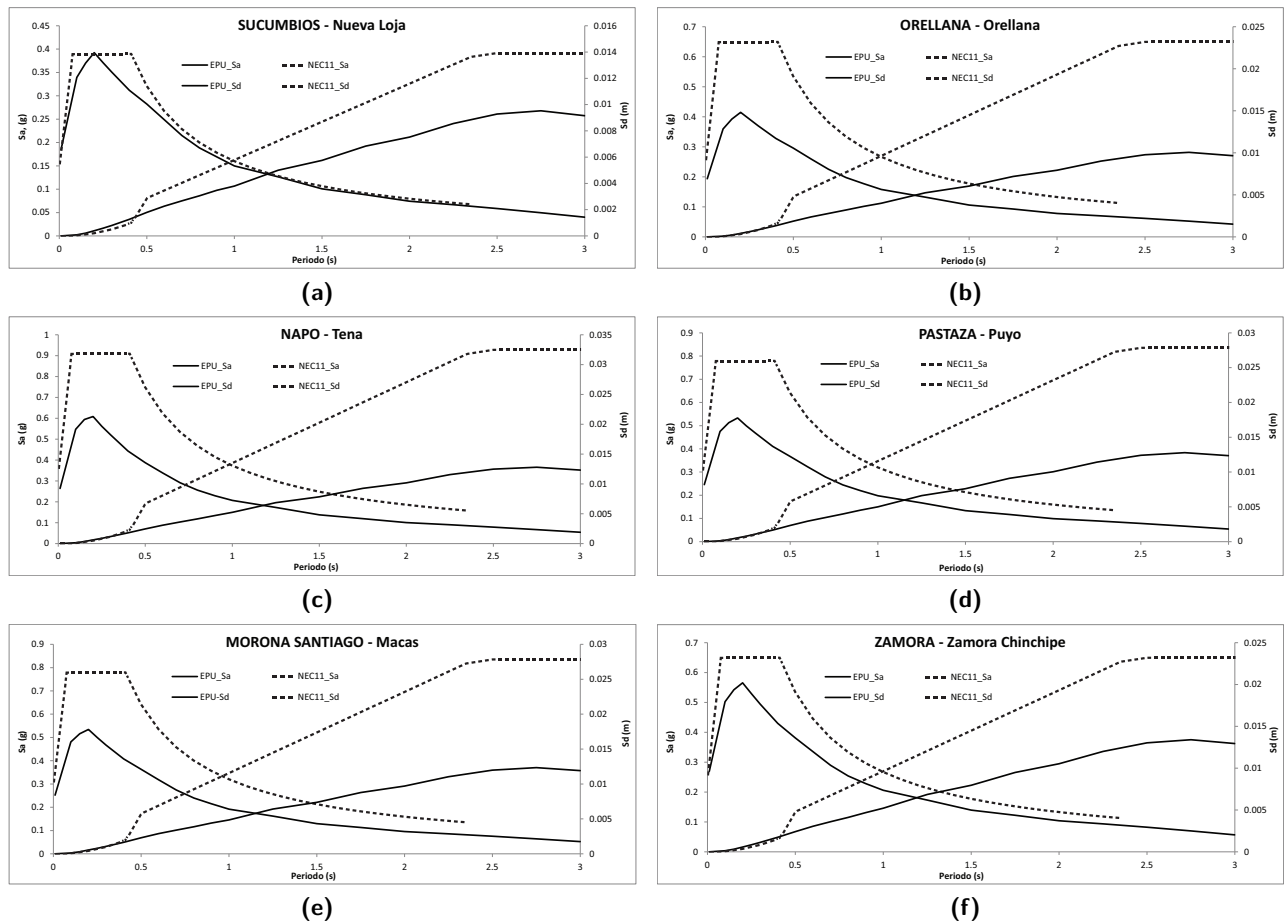 SUCUMBIOS - Nueva Loja
Sa, (g)
0.45
0.4
0.35
0.3
0.25
0.2
0.15
0.1
0.05
0
EPU_Sa NEC11_Sa
EPU_Sd NEC11_Sd
0.016
0.014
0.012
0.01
0.008
0.006
0.004
0.002
0
Sd (m)
0 0.5 1 1.5 2 2.5 3
Periodo (s)
(a)
ORELLANA - Orellana
Sa, (g)
0.7
0.6
0.5
0.4
0.3
0.2
0.1
0
EPU_Sa NEC11_Sa
EPU_Sd NEC11_Sd
0.025
0.02
0.015
0.01
0.005
0
Sd (m)
0 0.5 1 1.5 2 2.5 3
Periodo (s)
(b)
NAPO - Tena
Sa (g)
1
0.9
0.8
0.7
0.6
0.5
0.4
0.3
0.2
0.1
0
EPU_Sa NEC11_Sa
EPU_Sd NEC11_Sd
0.035
0.03
0.025
0.02
0.015
0.01
0.005
0
Sd (m)
0 0.5 1 1.5 2 2.5 3
Periodo (s)
(c)
PASTAZA - Puyo
Sa (g)
0.9
0.8
0.7
0.6
0.5
0.4
0.3
0.2
0.1
0
EPU_Sa NEC11_Sa
EPU_Sd NEC11_Sd
0.03
0.025
0.02
0.015
0.01
0.005
0
Sd (m)
0 0.5 1 1.5 2 2.5 3
Periodo (s)
(d)
MORONA SANTIAGO - Macas
Sa (g)
0.9
0.8
0.7
0.6
0.5
0.4
0.3
0.2
0.1
0
EPU_Sa NEC11_Sa
EPU-Sd NEC11_Sd
0.03
0.025
0.02
0.015
0.01
0.005
0
Sd (m)
0 0.5 1 1.5 2 2.5 3
Periodo (s)
(e)
ZAMORA - Zamora Chinchipe
Sa (g)
0.7
0.6
0.5
0.4
0.3
0.2
0.1
0
EPU_Sa NEC11_Sa
EPU_Sd NEC11_Sd
0.025
0.02
0.015
0.01
0.005
0
Sd (m)
0 0.5 1 1.5 2 2.5 3
Periodo (s)
(f)